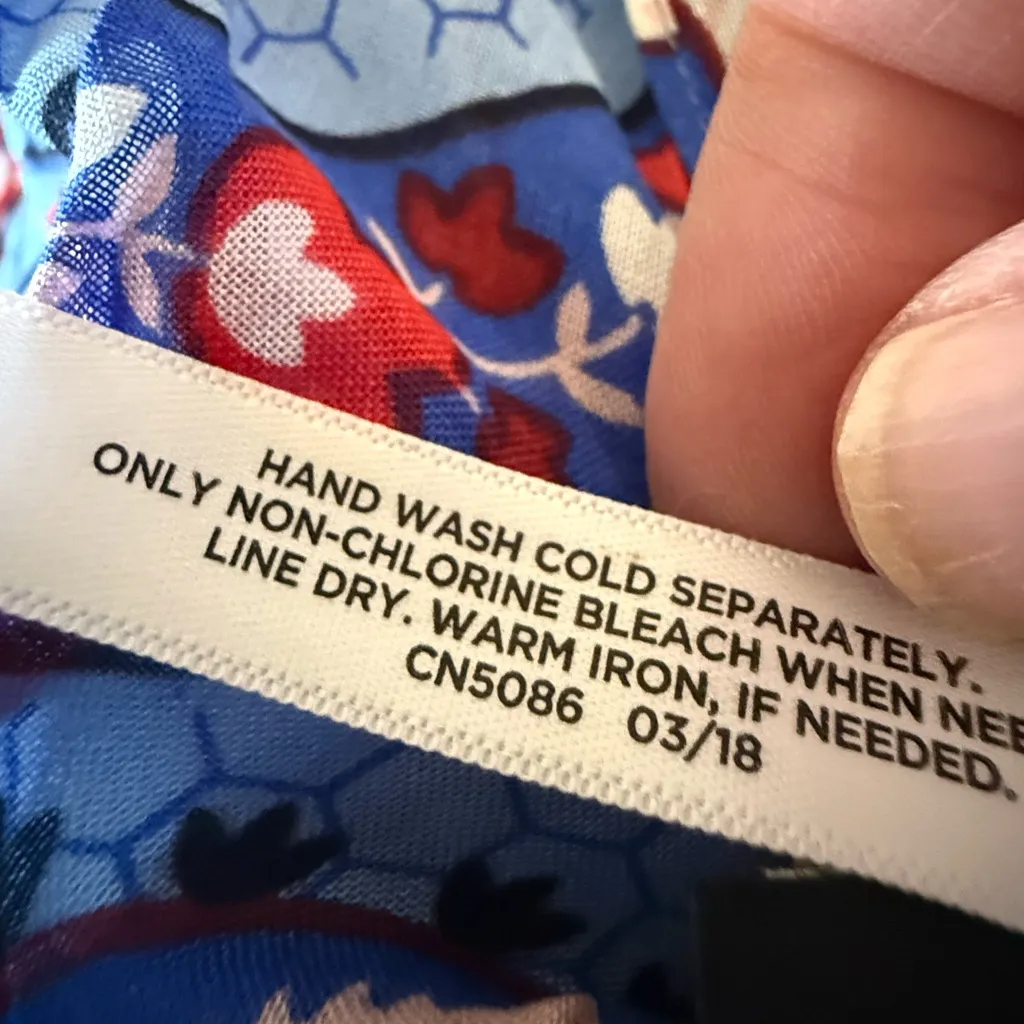 HAND WASH COLD SEPARATELY.
ONLY NON-CHLORINE BLEACH WHEN
LINE DRY. WARM IRON, IF NEEDED.
CN5086 03/18